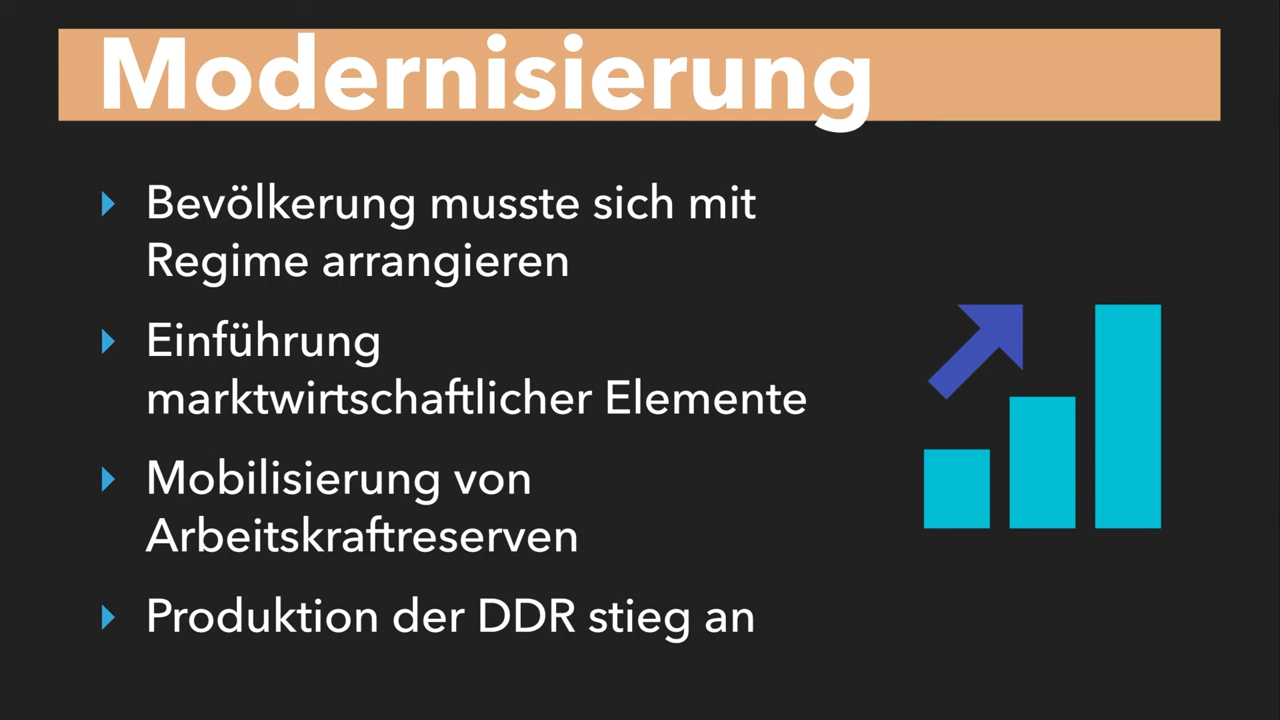 Modernisierung
Bevölkerung musste sich mit
Regime arrangieren
Einführung
marktwirtschaftlicher Elemente
Mobilisierung von
Arbeitskraftreserven
Produktion der DDR stieg an